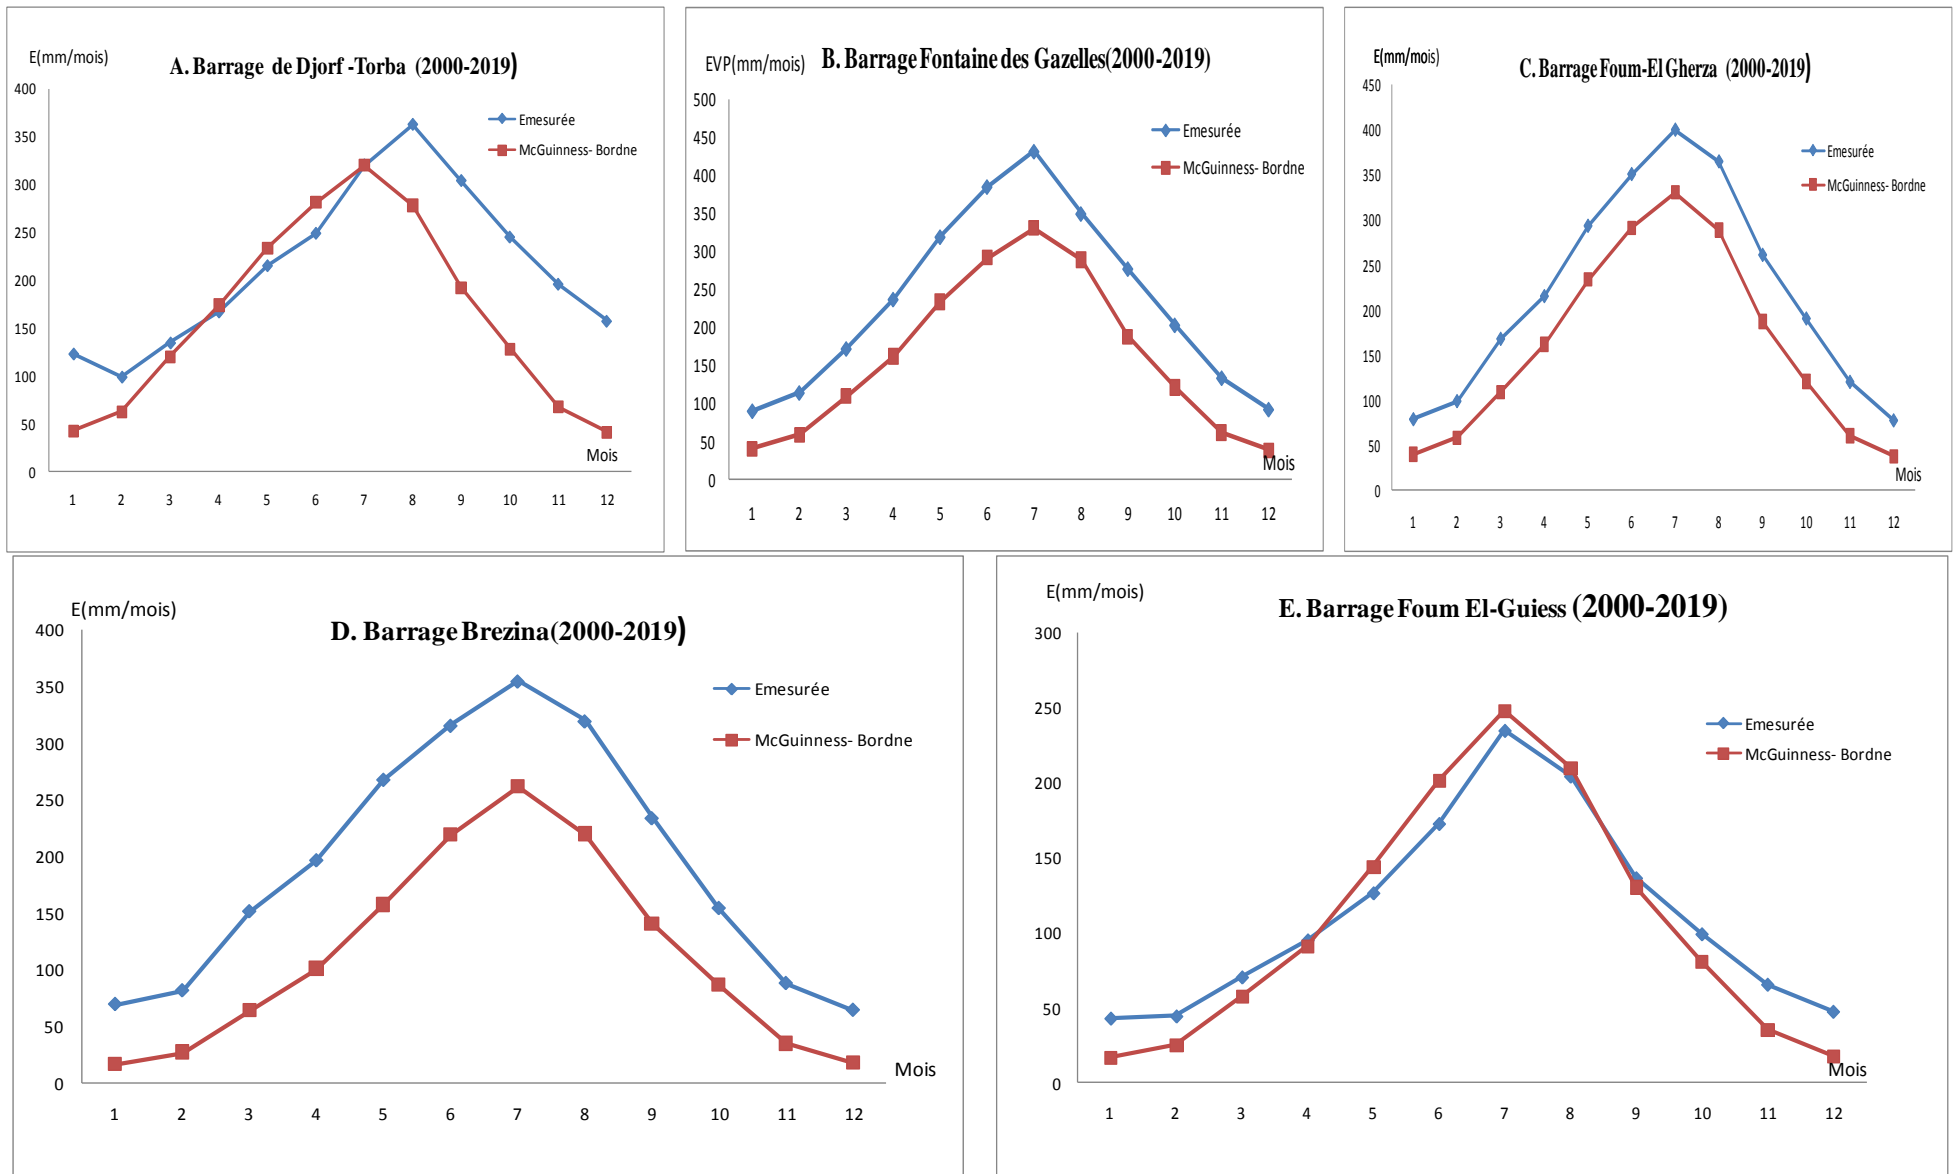 E(mm/mois)
A. Barrage de Djorf -Torba (2000-2019)
400
350
300
250
200
150
100
50
0
Emesurée
McGuinness- Bordne
Mois
1 2 3 4 5 6 7 8 9 10 11 12
EVP(mm/mois)
B. Barrage Fontaine des Gazelles(2000-2019)
500
450
400
350
300
250
200
150
100
50
0
Emesurée
McGuinness- Bordne
Mois
1 2 3 4 5 6 7 8 9 10 11 12
E(mm/mois)
C. Barrage Foum-El Gherza (2000-2019)
450
400
350
300
250
200
150
100
50
0
Emesurée
McGuinness- Bordne
Mois
1 2 3 4 5 6 7 8 9 10 11 12
E(mm/mois)
D. Barrage Brezina(2000-2019)
400
350
300
250
200
150
100
50
0
Emesurée
McGuinness- Bordne
Mois
1 2 3 4 5 6 7 8 9 10 11 12
E(mm/mois)
E. Barrage Foum El-Guiess (2000-2019)
300
250
200
150
100
50
0
Emesurée
McGuinness- Bordne
Mois
1 2 3 4 5 6 7 8 9 10 11 12